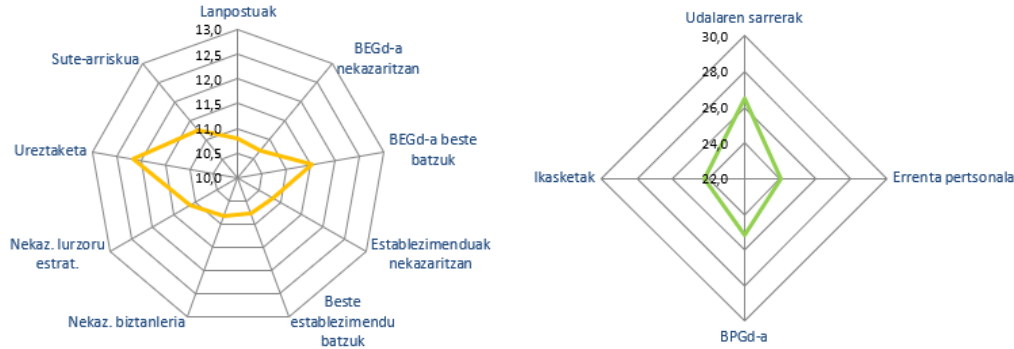 Lanpostuak
13,0
12,5
12,0
11,5
11,0
10,5
10,0
BEGd-a
nekazaritzan
BEGd-a beste
batzuk
Establezimenduak
nekazaritzan
Beste
establezimendu
batzuk
Nekaz. biztanleria
Nekaz. lurzoru
estrat.
Ureztaketa
Sute-arriskua
Udalaren sarrerak
30,0
28,0
26,0
24,0
22,0
Errenta pertsonala
BPGd-a
Ikasketak